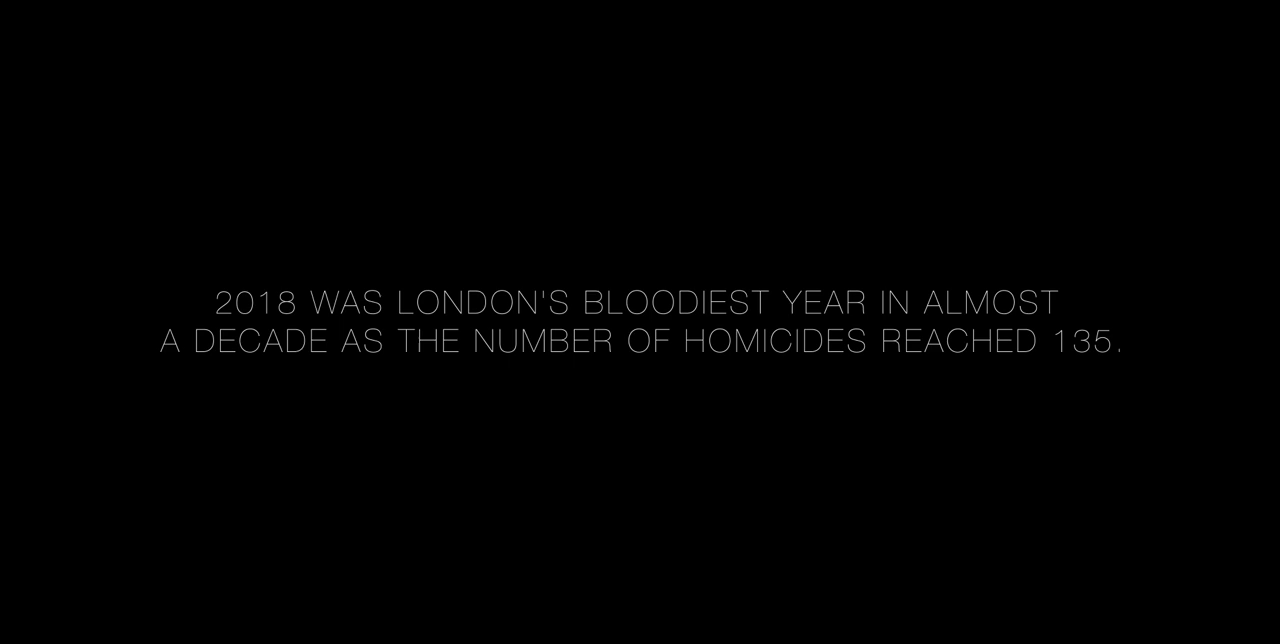 2018 WAS LONDON'S BLOODIEST YEAR IN ALMOST
A DECADE AS THE NUMBER OF HOMICIDES REACHED 135.